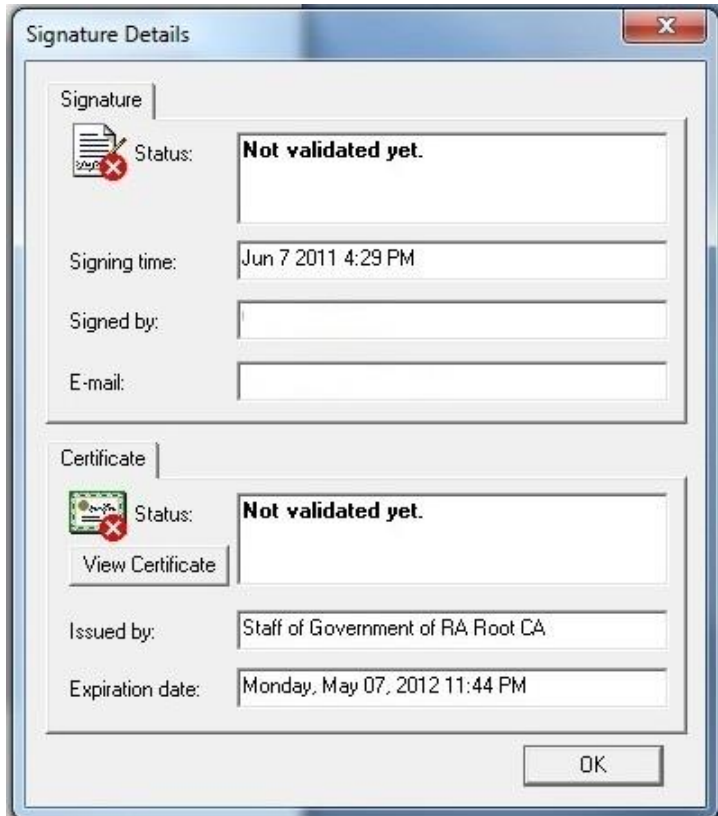 Signature Details
Signature
Status:
Not validated yet.
Signing time:
Jun 7 2011 4:29 PM
Signed by:
E-mail:
Certificate
Status:
Not validated yet.
View Certificate
Issued by:
Staff of Government of RA Root CA
Expiration date:
Monday, May 07, 2012 11:44 PM
OK